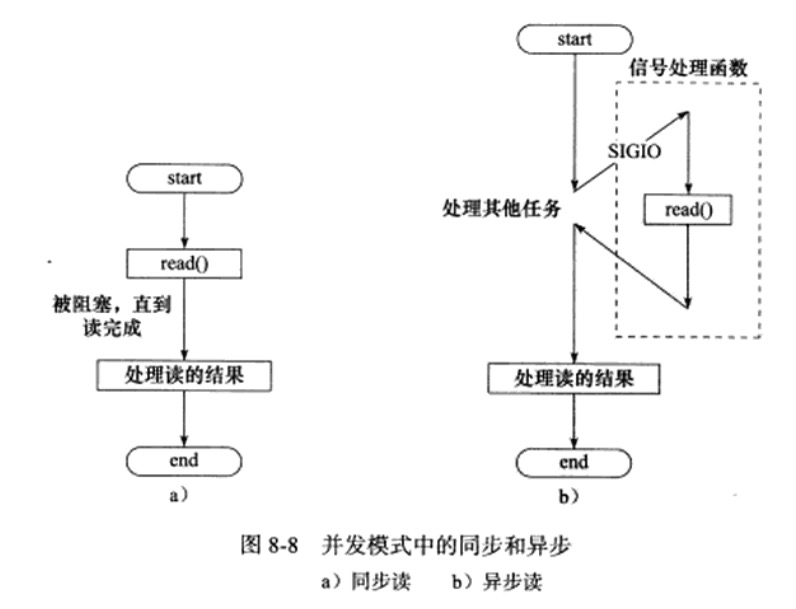 start
read()
被阻塞，直到
读完成
处理读的结果
end
a）
start
信号处理函数
SIGIO
处理其他任务
read()
处理读的结果
end
b）
图 8-8 并发模式中的同步和异步
a）同步读 b）异步读